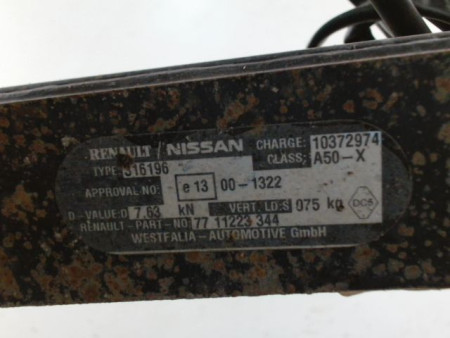 RENAULT / NISSAN CHARGE: 10372974
TYPE: 315196 CLASS: A50-X
APPROVAL NO: e 13 00-1322
D-VALUE:D 7,63 kN VERT. LD:S 075 kg DC5
RENAULT-PART-NO: 77 11223 344
WESTFALIA-AUTOMOTIVE GmbH